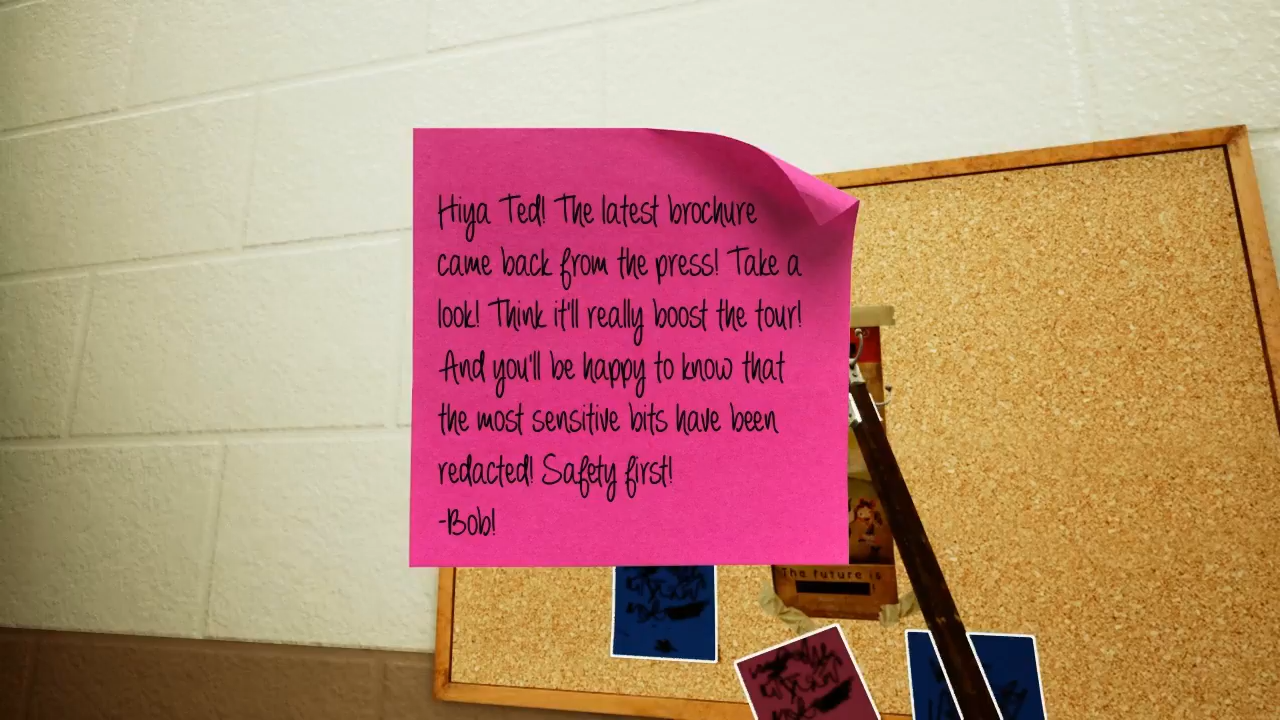 Hiya Ted! The latest brochure
came back from the press! Take a
look! Think it'll really boost the tour!
And you'll be happy to know that
the most sensitive bits have been
redacted! Safety first!
-Bob!
The future is
!